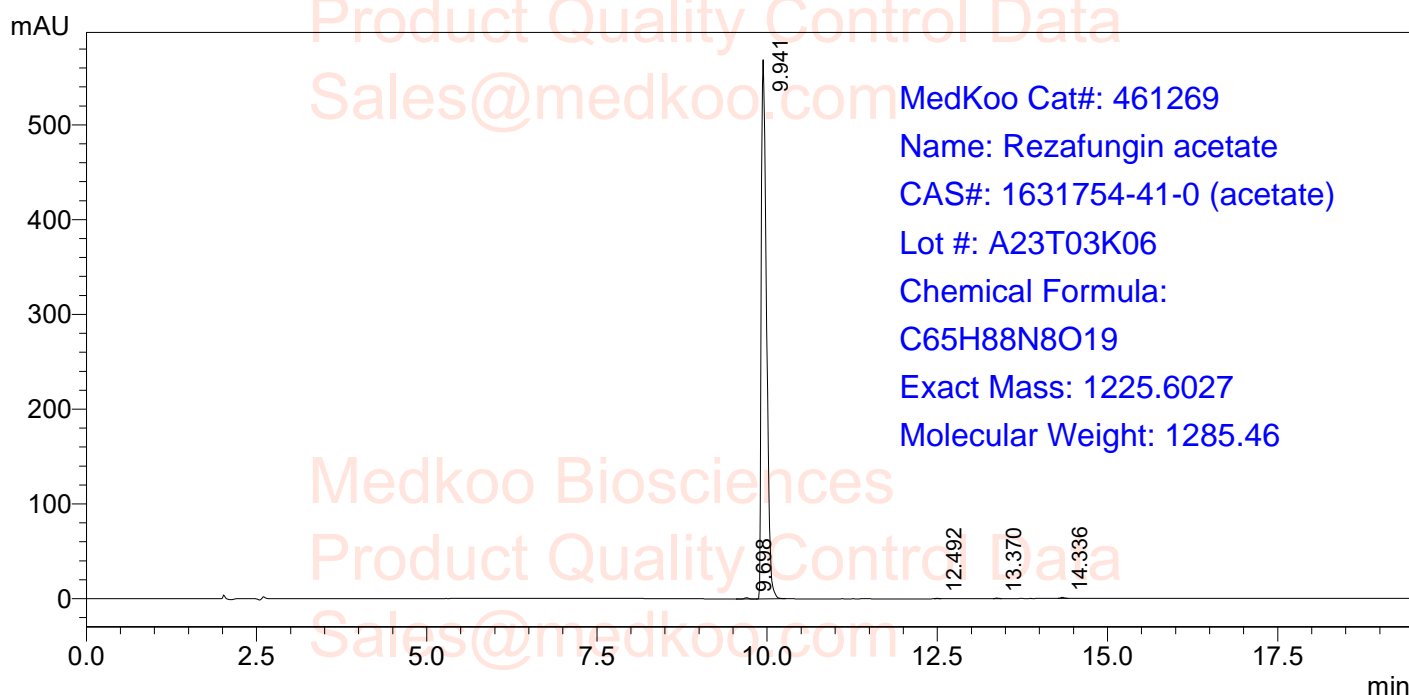 Product Quality Control Data
mAU
9.941
Sales@medkoo.com
MedKoo Cat#: 461269
500
Name: Rezafungin acetate
CAS#: 1631754-41-0 (acetate)
400
Lot #: A23T03K06
Chemical Formula:
300
C65H88N8O19
Exact Mass: 1225.6027
200
Molecular Weight: 1285.46
Medkoo Biosciences
100
Product Quality Control Data
9.698
12.492
13.370
14.336
0
Sales@medkoo.com
0.0 2.5 5.0 7.5 10.0 12.5 15.0 17.5
min